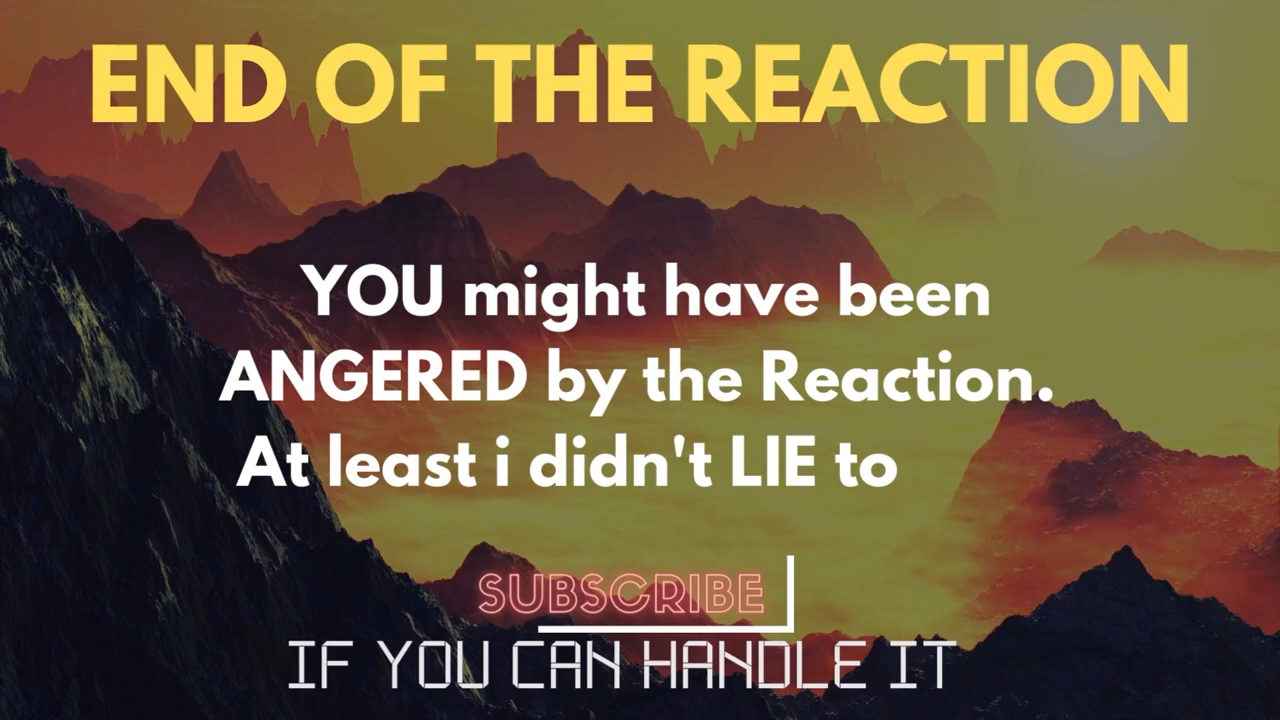 END OF THE REACTION
YOU might have been
ANGERED by the Reaction.
At least i didn't LIE to
SUBSCRIBE
IF YOU CAN HANDLE IT